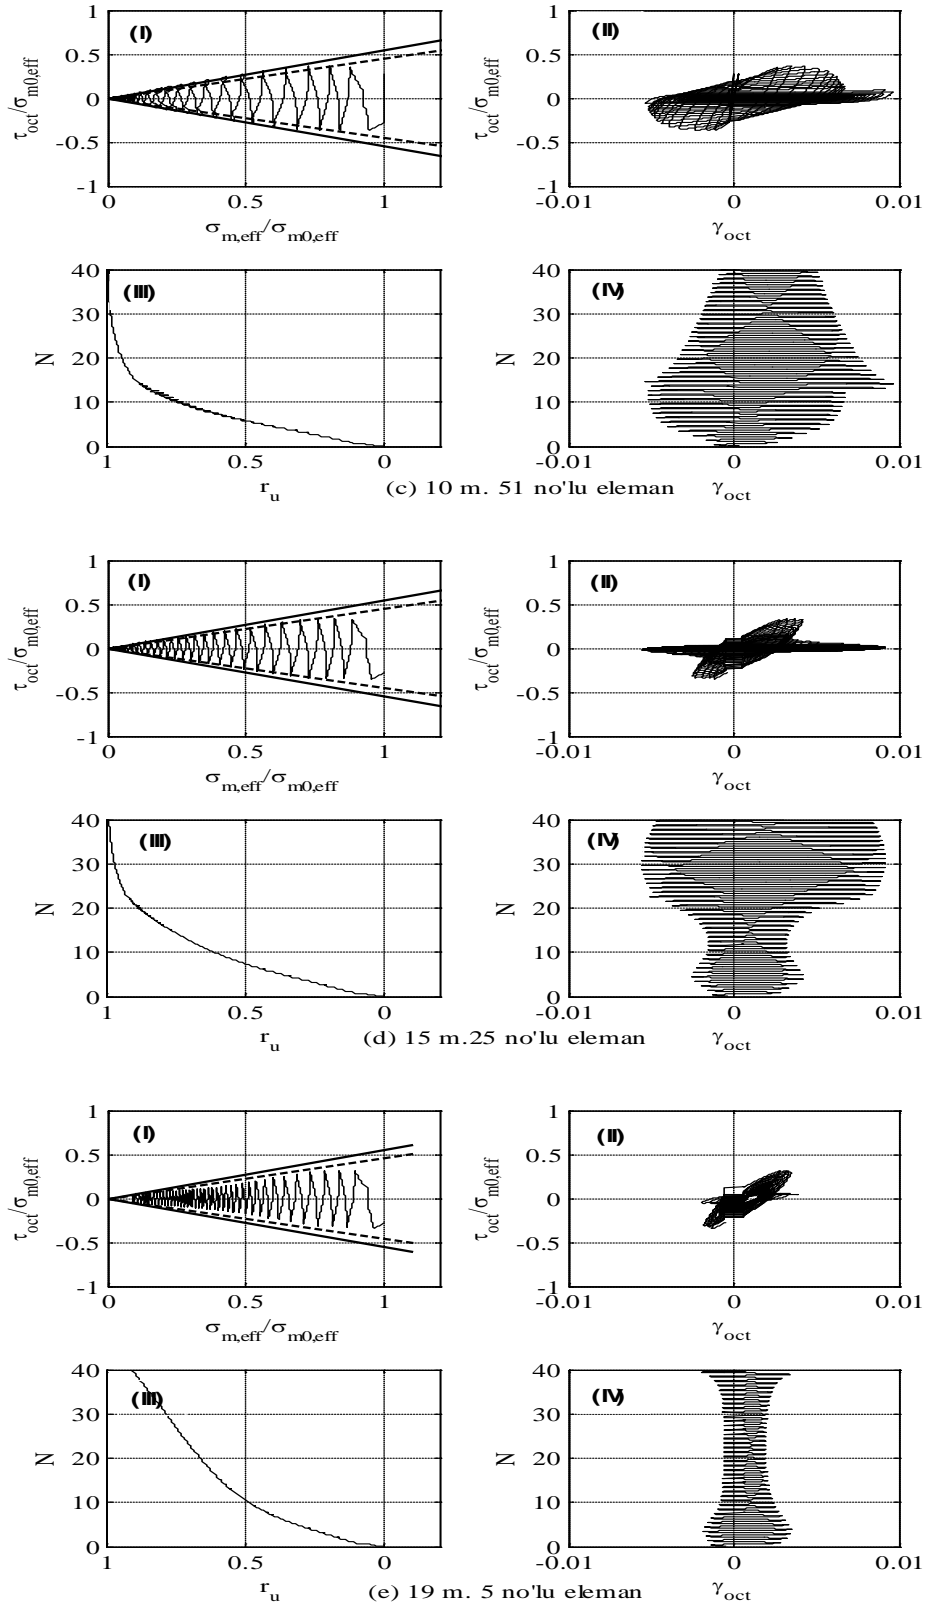 (I)
τoct/σm0,eff
1
0.5
0
-0.5
-1
0 0.5 1
σm,eff/σm0,eff
(II)
τoct/σm0,eff
1
0.5
0
-0.5
-1
-0.01 0 0.01
γoct
(III)
N
40
30
20
10
0
1 0.5 0
ru
(IV)
N
40
30
20
10
0
-0.01 0 0.01
γoct
(c) 10 m. 51 no'lu eleman
(I)
τoct/σm0,eff
1
0.5
0
-0.5
-1
0 0.5 1
σm,eff/σm0,eff
(II)
τoct/σm0,eff
1
0.5
0
-0.5
-1
-0.01 0 0.01
γoct
(III)
N
40
30
20
10
0
1 0.5 0
ru
(IV)
N
40
30
20
10
0
-0.01 0 0.01
γoct
(d) 15 m.25 no'lu eleman
(I)
τoct/σm0,eff
1
0.5
0
-0.5
-1
0 0.5 1
σm,eff/σm0,eff
(II)
τoct/σm0,eff
1
0.5
0
-0.5
-1
-0.01 0 0.01
γoct
(III)
N
40
30
20
10
0
1 0.5 0
ru
(IV)
N
40
30
20
10
0
-0.01 0 0.01
γoct
(e) 19 m. 5 no'lu eleman